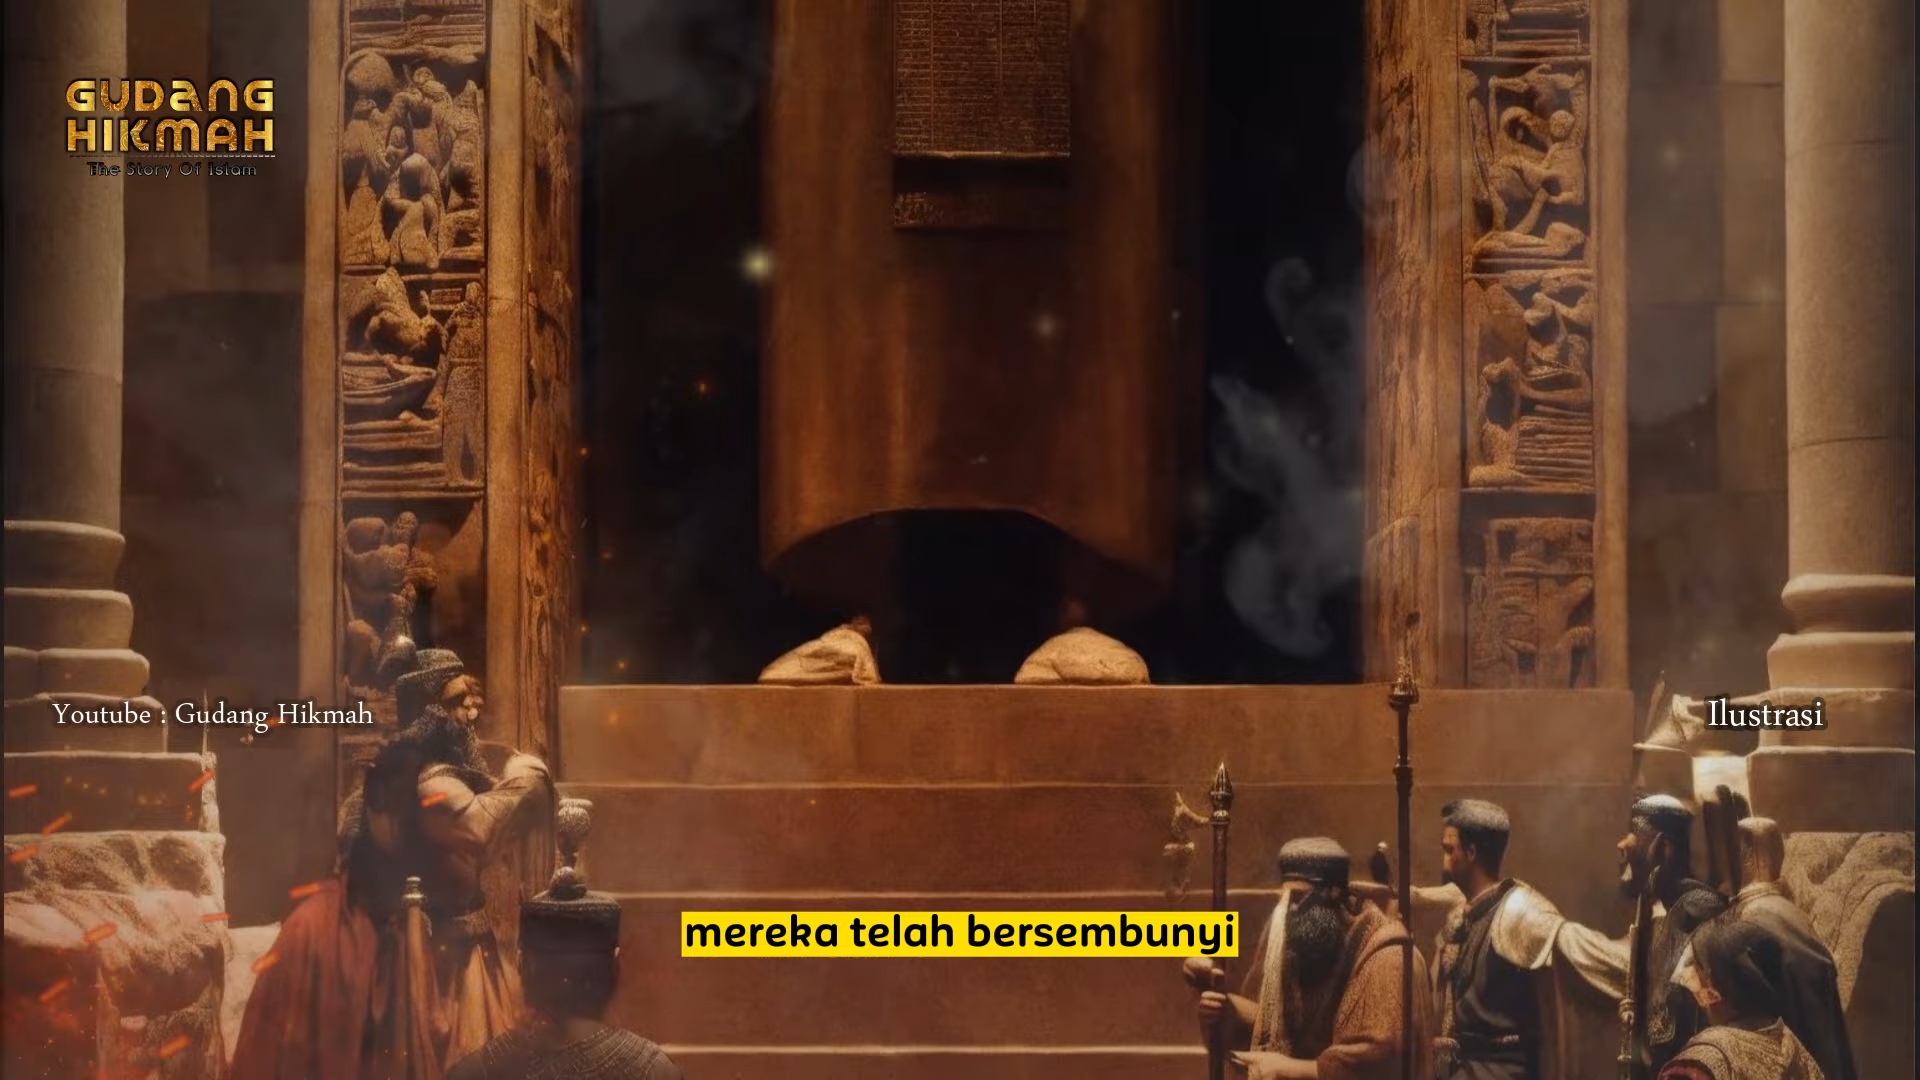 GUDANG
HIKMAH
The Story Of Islam
Youtube : Gudang Hikmah
Ilustrasi
mereka telah bersembunyi